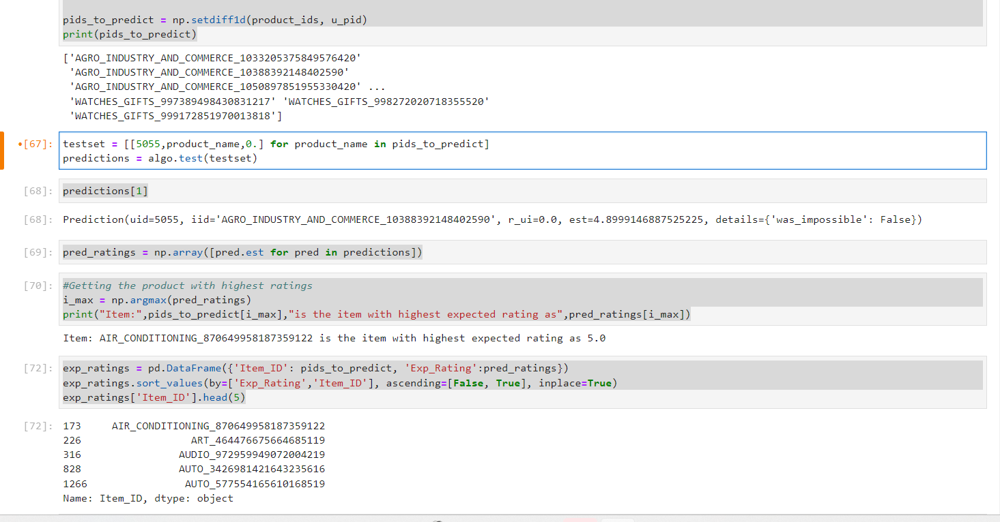 pids_to_predict = np.setdiff1d(product_ids, u_pid)
print(pids_to_predict)
['AGRO_INDUSTRY_AND_COMMERCE_1033205375849576420'
 'AGRO_INDUSTRY_AND_COMMERCE_10388392148402590'
 'AGRO_INDUSTRY_AND_COMMERCE_1050897851955330420' ...
 'WATCHES_GIFTS_997389498430831217' 'WATCHES_GIFTS_998272020718355520'
 'WATCHES_GIFTS_999172851970013818']
•[67]: testset = [[5055,product_name,0.] for product_name in pids_to_predict]
predictions = algo.test(testset)
[68]: predictions[1]
[68]: Prediction(uid=5055, iid='AGRO_INDUSTRY_AND_COMMERCE_10388392148402590', r_ui=0.0, est=4.8999146887525225, details={'was_impossible': False})
[69]: pred_ratings = np.array([pred.est for pred in predictions])
[70]: #Getting the product with highest ratings
i_max = np.argmax(pred_ratings)
print("Item:",pids_to_predict[i_max],"is the item with highest expected rating as",pred_ratings[i_max])
Item: AIR_CONDITIONING_870649958187359122 is the item with highest expected rating as 5.0
[72]: exp_ratings = pd.DataFrame({'Item_ID': pids_to_predict, 'Exp_Rating':pred_ratings})
exp_ratings.sort_values(by=['Exp_Rating','Item_ID'], ascending=[False, True], inplace=True)
exp_ratings['Item_ID'].head(5)
[72]: 173 AIR_CONDITIONING_870649958187359122
226 ART_464476675664685119
316 AUDIO_972959949072004219
828 AUTO_3426981421643235616
1266 AUTO_577554165610168519
Name: Item_ID, dtype: object